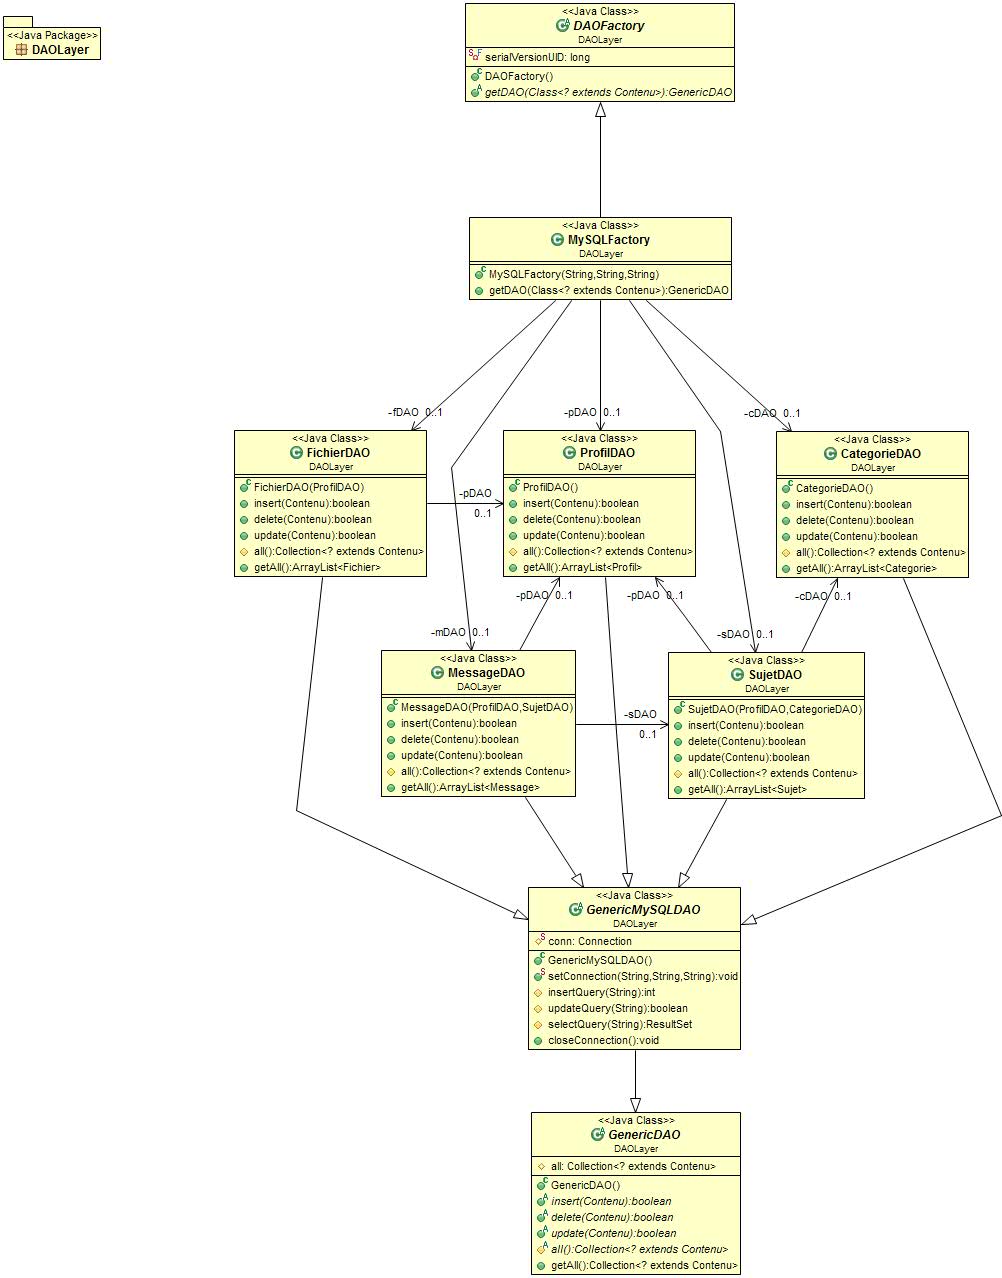 <<Java Package>>
DAOLayer
<<Java Class>>
DAOFactory
DAOLayer
serialVersionUID: long
DAOFactory()
getDAO(Class<? extends Contenu>):GenericDAO
<<Java Class>>
MySQLFactory
DAOLayer
MySQLFactory(String,String,String)
getDAO(Class<? extends Contenu>):GenericDAO
-fDAO 0..1
-pDAO 0..1
-cDAO 0..1
<<Java Class>>
FichierDAO
DAOLayer
FichierDAO(ProfilDAO)
insert(Contenu):boolean
delete(Contenu):boolean
update(Contenu):boolean
all():Collection<? extends Contenu>
getAll():ArrayList<Fichier>
-pDAO
0..1
<<Java Class>>
ProfilDAO
DAOLayer
ProfilDAO()
insert(Contenu):boolean
delete(Contenu):boolean
update(Contenu):boolean
all():Collection<? extends Contenu>
getAll():ArrayList<Profil>
<<Java Class>>
CategorieDAO
DAOLayer
CategorieDAO()
insert(Contenu):boolean
delete(Contenu):boolean
update(Contenu):boolean
all():Collection<? extends Contenu>
getAll():ArrayList<Categorie>
-pDAO 0..1
-pDAO 0..1
-cDAO 0..1
-mDAO 0..1
-sDAO 0..1
<<Java Class>>
MessageDAO
DAOLayer
MessageDAO(ProfilDAO,SujetDAO)
insert(Contenu):boolean
delete(Contenu):boolean
update(Contenu):boolean
all():Collection<? extends Contenu>
getAll():ArrayList<Message>
-sDAO
0..1
<<Java Class>>
SujetDAO
DAOLayer
SujetDAO(ProfilDAO,CategorieDAO)
insert(Contenu):boolean
delete(Contenu):boolean
update(Contenu):boolean
all():Collection<? extends Contenu>
getAll():ArrayList<Sujet>
<<Java Class>>
GenericMySQLDAO
DAOLayer
conn: Connection
GenericMySQLDAO()
setConnection(String,String,String):void
insertQuery(String):int
updateQuery(String):boolean
selectQuery(String):ResultSet
closeConnection():void
<<Java Class>>
GenericDAO
DAOLayer
all: Collection<? extends Contenu>
GenericDAO()
insert(Contenu):boolean
delete(Contenu):boolean
update(Contenu):boolean
all():Collection<? extends Contenu>
getAll():Collection<? extends Contenu>